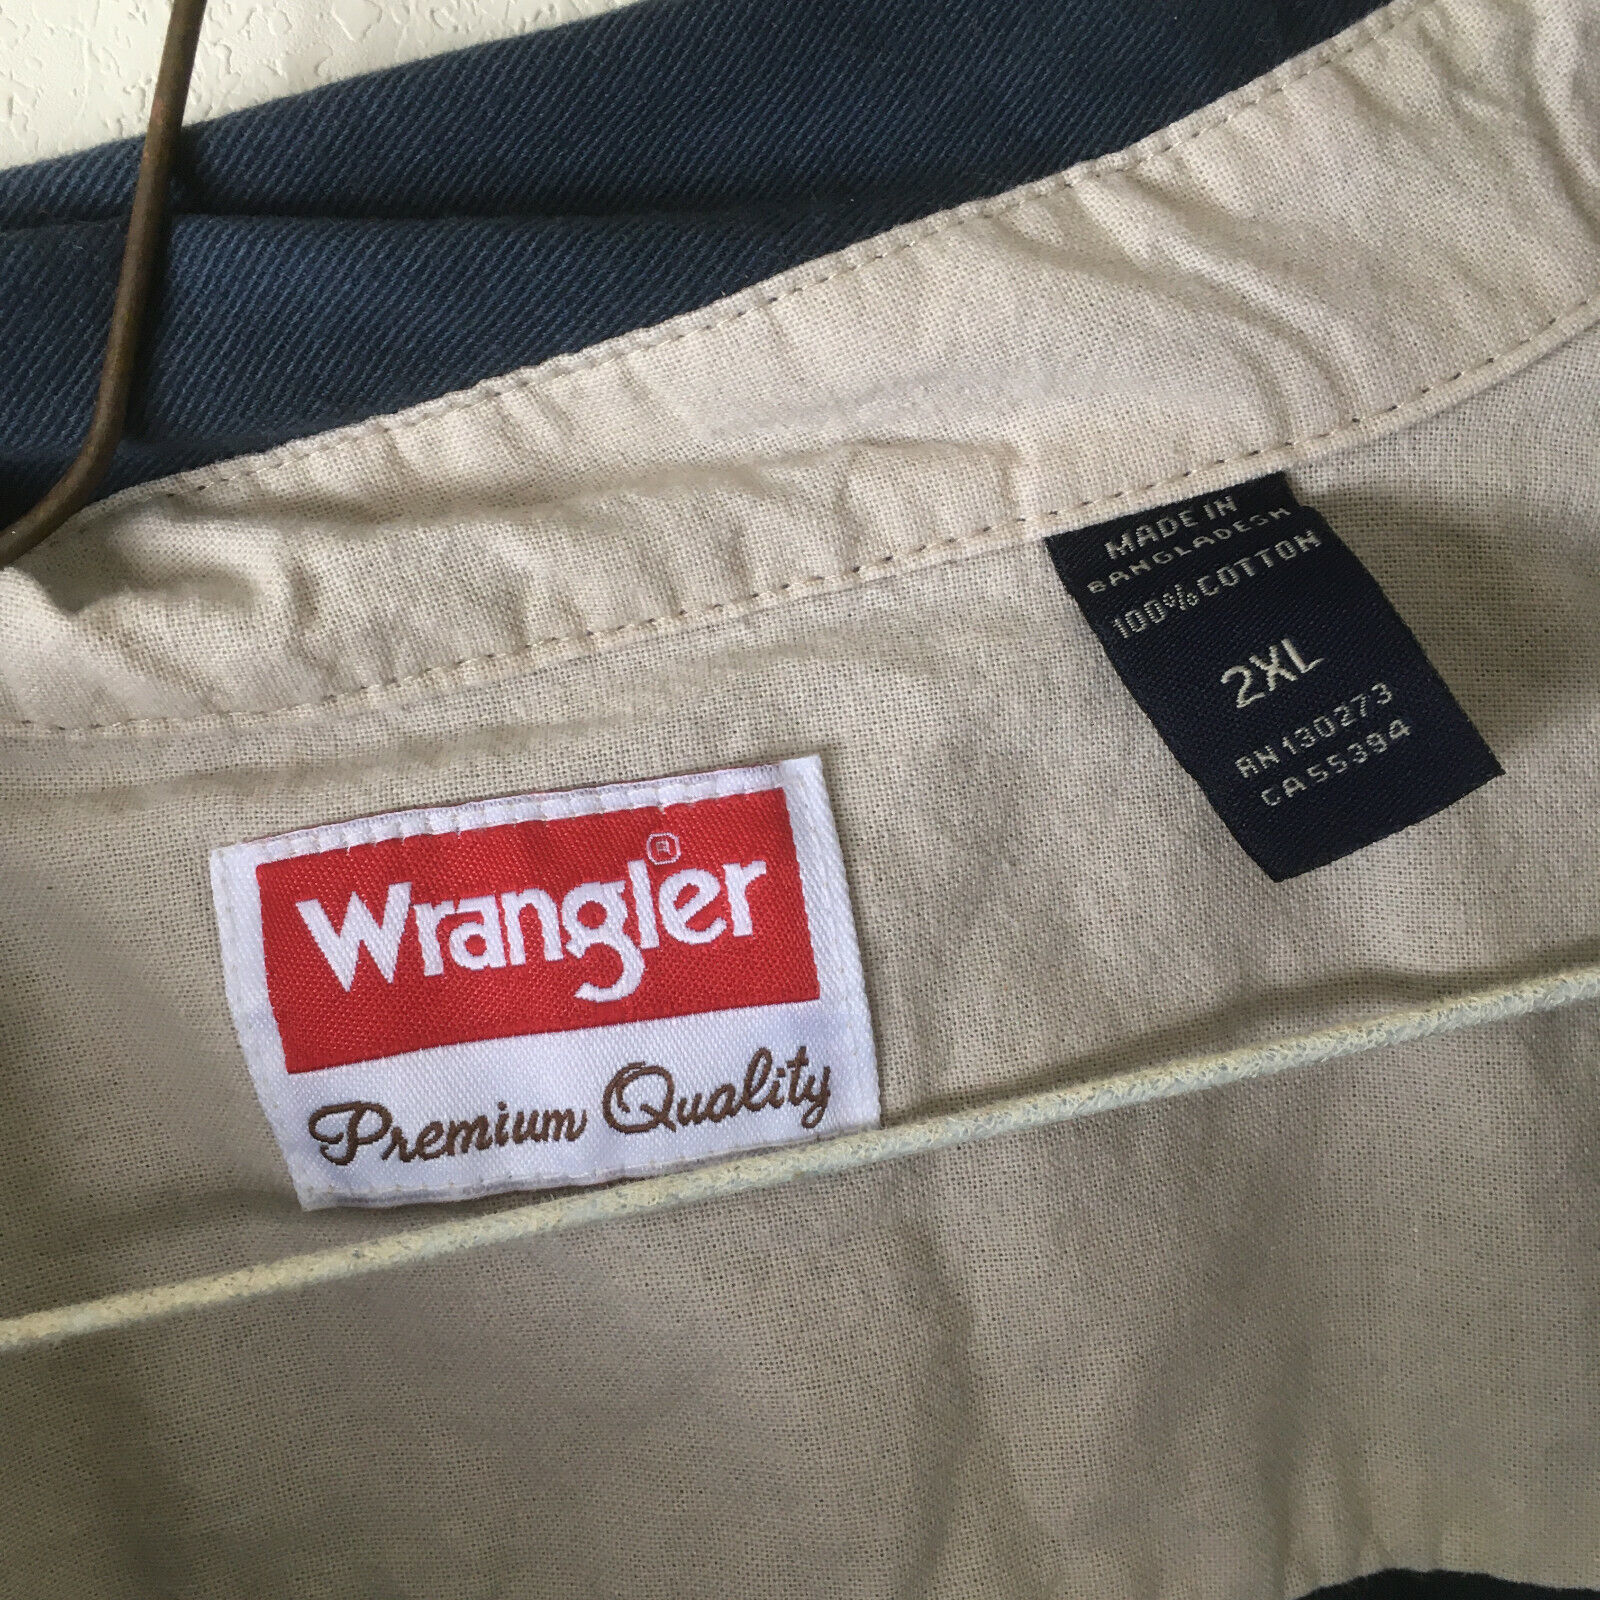 MADE IN
BANGLADESH
100% COTTON
2XL
RN 130273
CA 55394
Wrangler®
Premium Quality